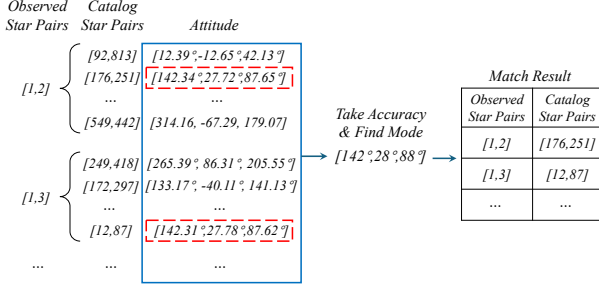 Observed Star Pairs
Catalog Star Pairs
Attitude
[1,2]
[92,813] [12.39°,-12.65°,42.13°]
[176,251] [142.34°,27.72°,87.65°]
... ...
[549,442] [314.16, -67.29, 179.07]
[1,3]
[249,418] [265.39°, 86.31°, 205.55°]
[172,297] [133.17°, -40.11°, 141.13°]
... ...
[12,87] [142.31°,27.78°,87.62°]
... ... ...
Take Accuracy
& Find Mode
[142°,28°,88°]
Match Result
Observed Star Pairs
Catalog Star Pairs
[1,2] [176,251]
[1,3] [12,87]
... ...